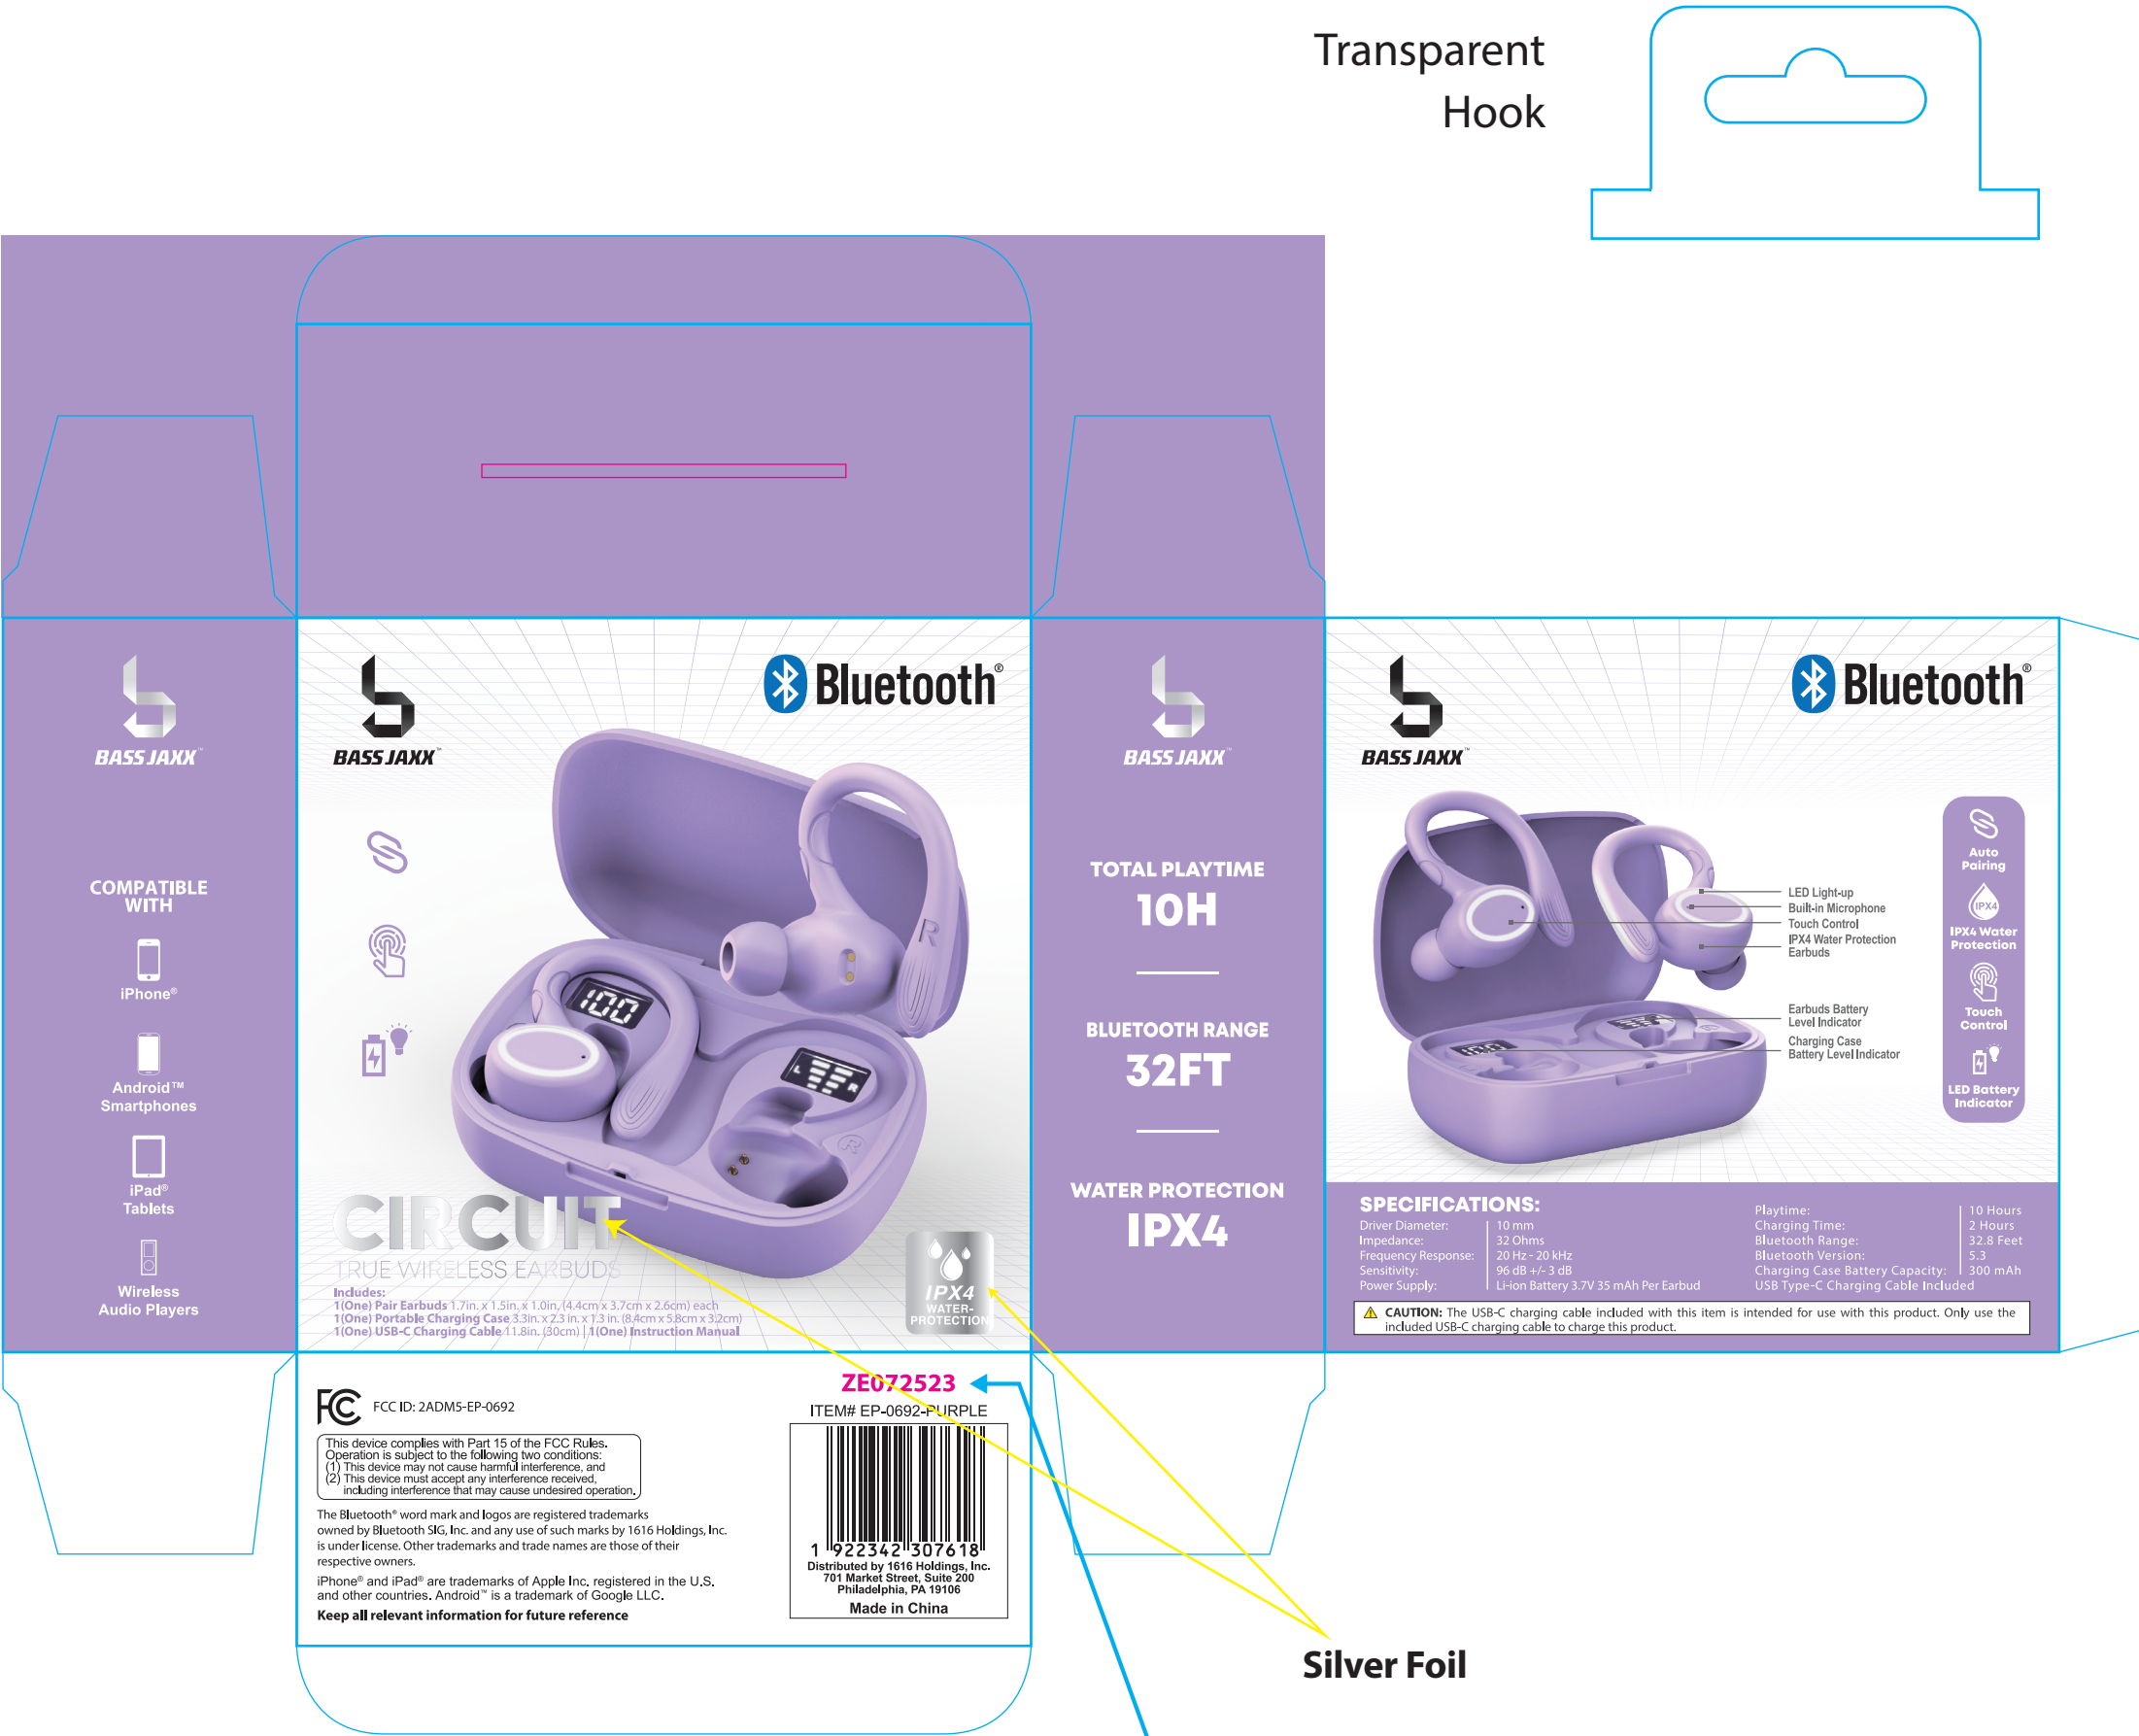 Transparent
Hook
BASS JAXX™
COMPATIBLE
WITH
iPhone®
Android™
Smartphones
iPad®
Tablets
Wireless
Audio Players
BASS JAXX™
Bluetooth®
R
100
L R
R
CIRCUIT
TRUE WIRELESS EARBUDS
Includes:
1(One) Pair Earbuds 1.7in. x 1.5in. x 1.0in. (4.4cm x 3.7cm x 2.6cm) each
1(One) Portable Charging Case 3.3in. x 2.3 in. x 1.3 in. (8.4cm x 5.8cm x 3.2cm)
1(One) USB-C Charging Cable 11.8in. (30cm) | 1(One) Instruction Manual
IPX4
WATER-
PROTECTION
BASS JAXX™
TOTAL PLAYTIME
10H
BLUETOOTH RANGE
32FT
WATER PROTECTION
IPX4
BASS JAXX™
Bluetooth®
LED Light-up
Built-in Microphone
Touch Control
IPX4 Water Protection
Earbuds
Earbuds Battery
Level Indicator
Charging Case
Battery Level Indicator
100
Auto
Pairing
IPX4
IPX4 Water
Protection
Touch
Control
LED Battery
Indicator
SPECIFICATIONS:
Driver Diameter: 10 mm
Impedance: 32 Ohms
Frequency Response: 20 Hz - 20 kHz
Sensitivity: 96 dB +/- 3 dB
Power Supply: Li-ion Battery 3.7V 35 mAh Per Earbud
Playtime: 10 Hours
Charging Time: 2 Hours
Bluetooth Range: 32.8 Feet
Bluetooth Version: 5.3
Charging Case Battery Capacity: 300 mAh
USB Type-C Charging Cable Included
CAUTION: The USB-C charging cable included with this item is intended for use with this product. Only use the
included USB-C charging cable to charge this product.
FC FCC ID: 2ADM5-EP-0692
This device complies with Part 15 of the FCC Rules.
Operation is subject to the following two conditions:
(1) This device may not cause harmful interference, and
(2) This device must accept any interference received,
including interference that may cause undesired operation.
The Bluetooth® word mark and logos are registered trademarks
owned by Bluetooth SIG, Inc. and any use of such marks by 1616 Holdings, Inc.
is under license. Other trademarks and trade names are those of their
respective owners.
iPhone® and iPad® are trademarks of Apple Inc. registered in the U.S.
and other countries. Android™ is a trademark of Google LLC.
Keep all relevant information for future reference
ZE072523
ITEM# EP-0692-PURPLE
1 922342 307618
Distributed by 1616 Holdings, Inc.
701 Market Street, Suite 200
Philadelphia, PA 19106
Made in China
Silver Foil